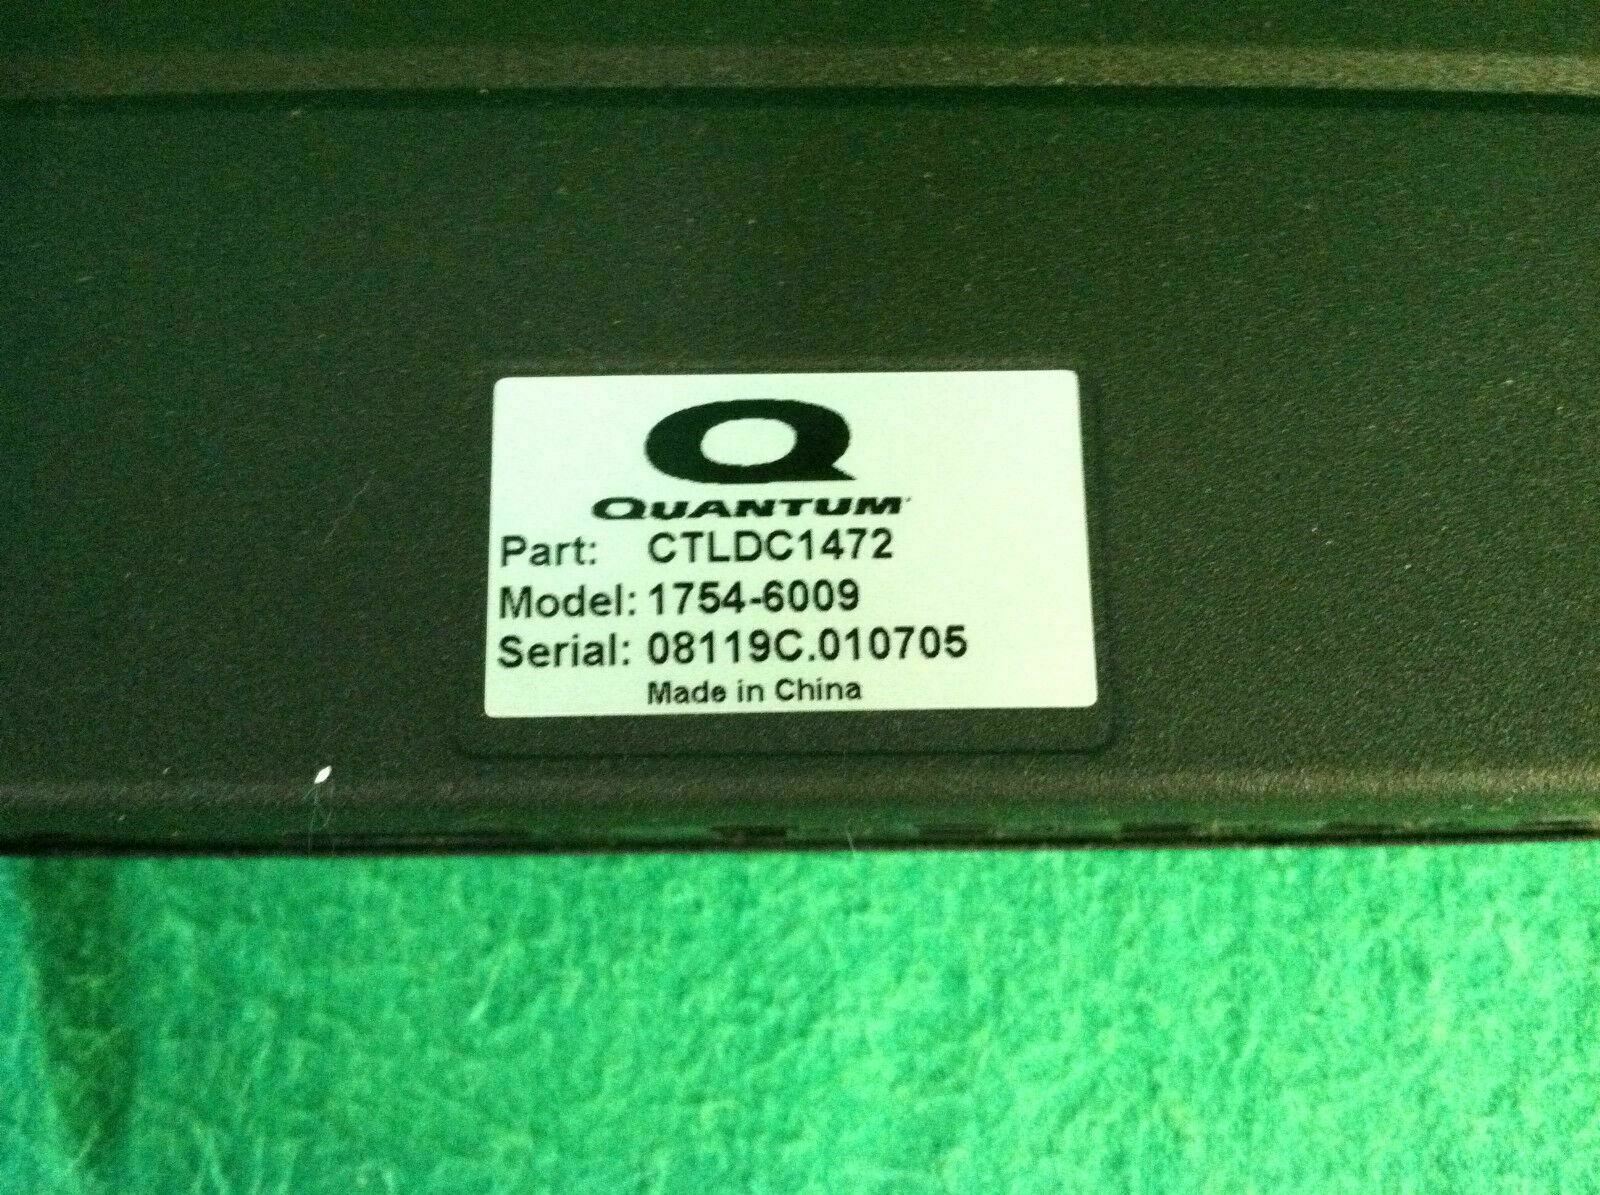 Q
QUANTUM
Part: CTLDC1472
Model: 1754-6009
Serial: 08119C.010705
Made in China